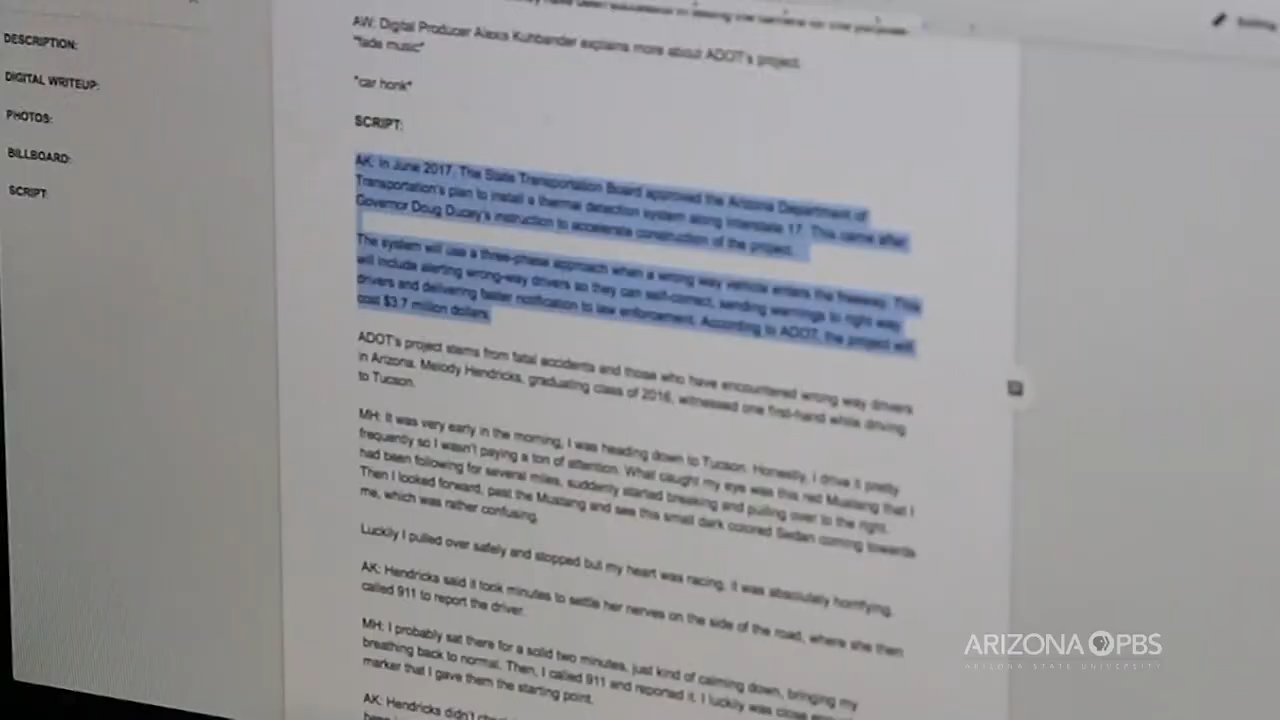 DESCRIPTION:
DIGITAL WRITEUP:
PHOTOS:
BILLBOARD:
SCRIPT:
Editing
AW: Digital Producer Alexis Kuhbander explains more about ADOT's project.
*fade music*
*car honk*
SCRIPT:
AK: In June 2017, The State Transportation Board approved the Arizona Department of
Transportation's plan to install a thermal detection system along Interstate 17. This came after
Governor Doug Ducey's instruction to accelerate construction of the project.
The system will use a three-phase approach when a wrong way vehicle enters the freeway. This
will include alerting wrong-way drivers so they can self-correct, sending warnings to right way
drivers and delivering faster notification to law enforcement. According to ADOT, the project will
cost $3.7 million dollars.
ADOT's project stems from fatal accidents and those who have encountered wrong way drivers
in Arizona. Melody Hendricks, graduating class of 2016, witnessed one first-hand while driving
to Tucson.
MH: It was very early in the morning, I was heading down to Tucson. Honestly, I drive it pretty
frequently so I wasn't paying a ton of attention. What caught my eye was this red Mustang that I
had been following for several miles, suddenly started breaking and pulling over to the right.
Then I looked forward, past the Mustang and see this small dark colored Sedan coming towards
me, which was rather confusing.
Luckily I pulled over safely and stopped but my heart was racing, it was absolutely horrifying.
AK: Hendricks said it took minutes to settle her nerves on the side of the road, where she then
called 911 to report the driver.
MH: I probably sat there for a solid two minutes, just kind of calming down, bringing my
breathing back to normal. Then, I called 911 and reported it. I luckily was close
marker that I gave them the starting point.
AK: Hendricks didn't
ARIZONA PBS
ARIZONA STATE UNIVERSITY